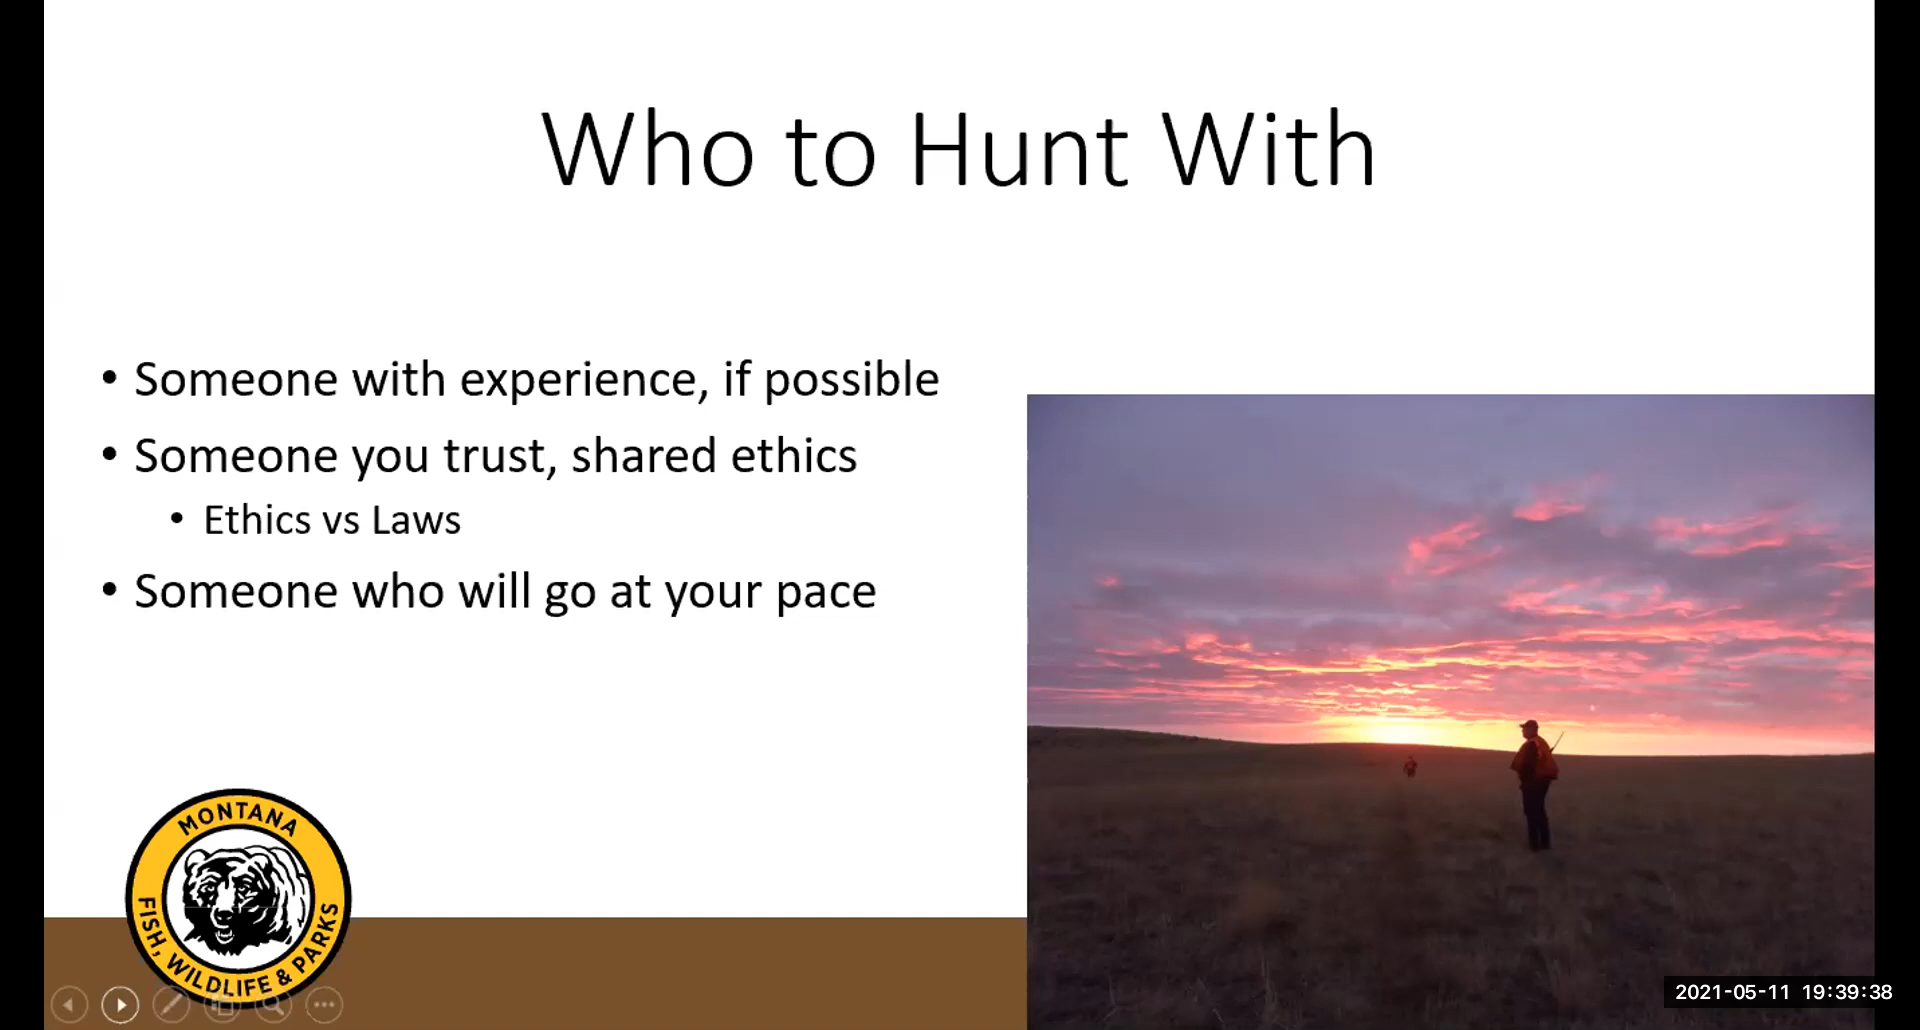 Who to Hunt With
• Someone with experience, if possible
• Someone you trust, shared ethics
• Ethics vs Laws
• Someone who will go at your pace
MONTANA
FISH, WILDLIFE & PARKS
2021-05-11 19:39:38